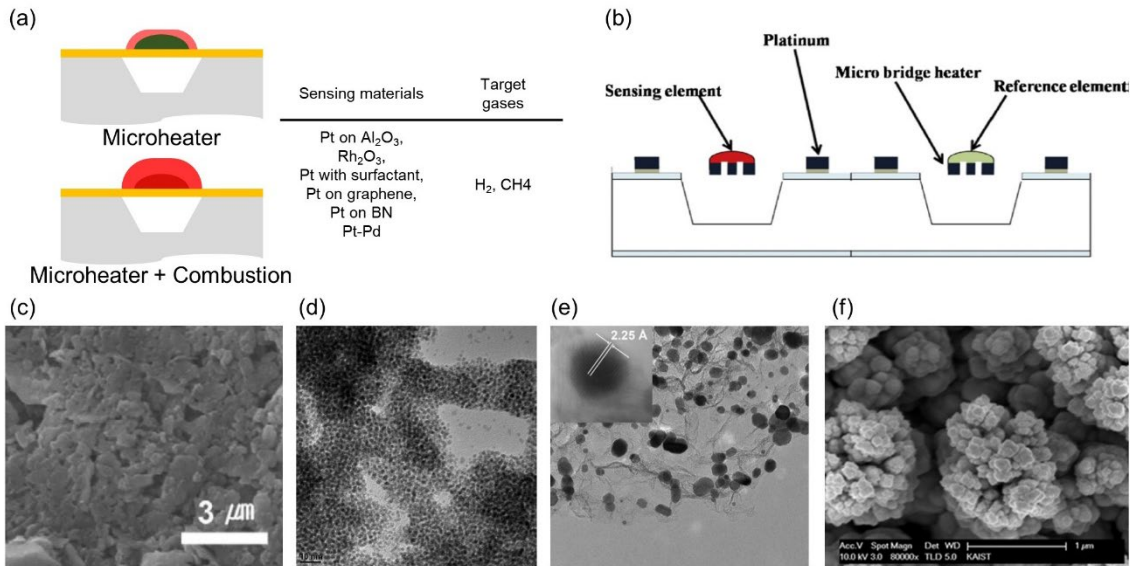 (a)
Microheater
Microheater + Combustion
Sensing materials
Target
gases
Pt on Al₂O₃,
Rh₂O₃,
Pt with surfactant,
Pt on graphene,
Pt on BN
Pt-Pd
H₂, CH4
(b)
Platinum
Micro bridge heater
Sensing element
Reference element
(c)
3 μm
(d)
(e)
2.25 Å
(f)
Acc.V Spot Magn Det WD 1 μm
10.0 kV 3.0 80000x TLD 5.0 KAIST